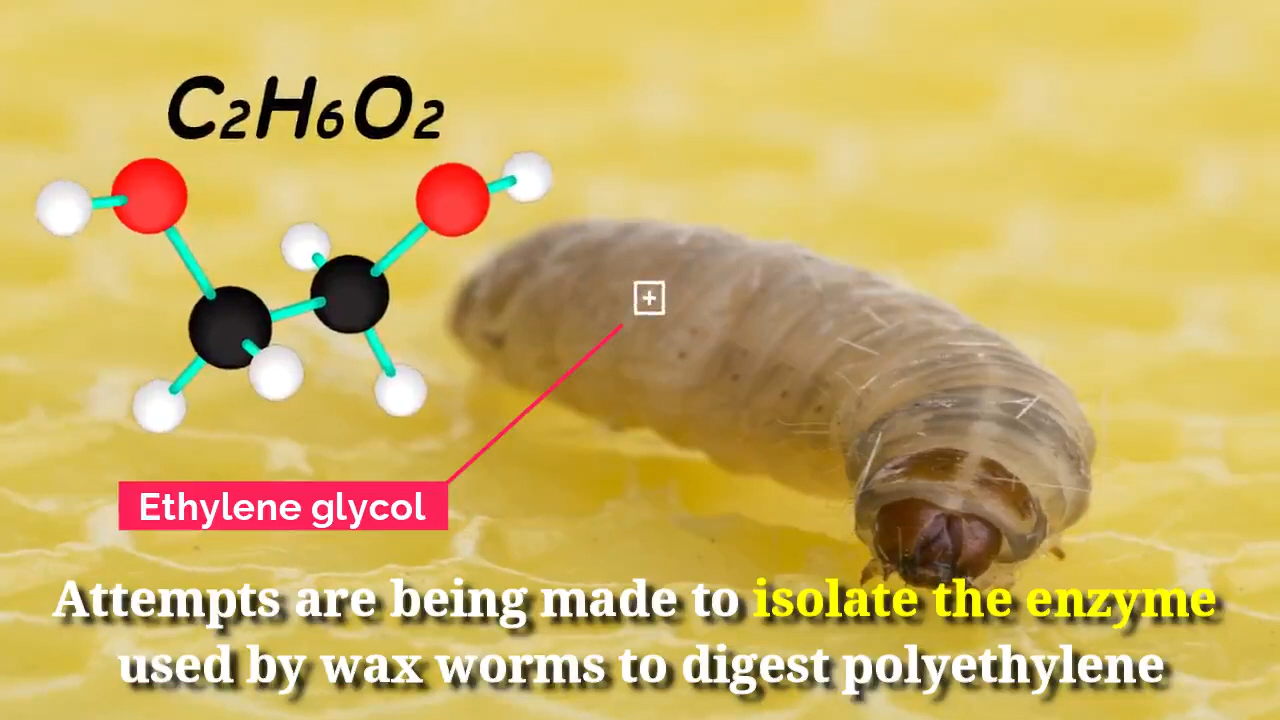 C₂H₆O₂
Ethylene glycol
Attempts are being made to isolate the enzyme
used by wax worms to digest polyethylene